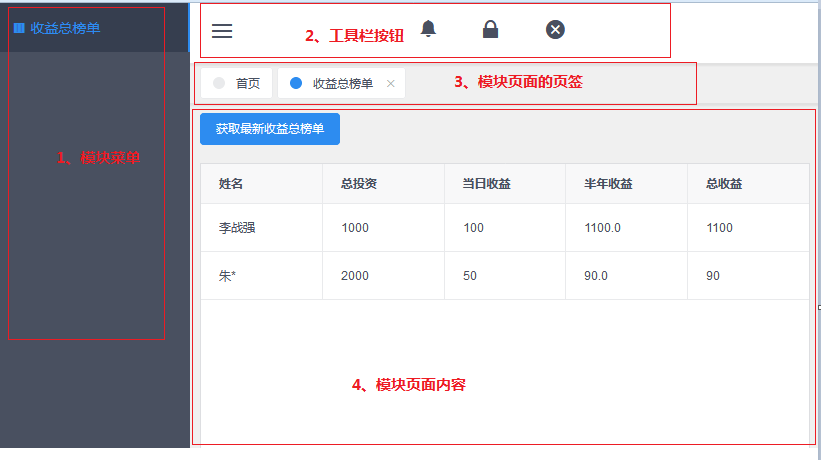 收益总榜单
2、工具栏按钮
首页 收益总榜单 ×
3、模块页面的页签
获取最新收益总榜单
1、模块菜单
姓名 总投资 当日收益 半年收益 总收益
李战强 1000 100 1100.0 1100
朱* 2000 50 90.0 90
4、模块页面内容